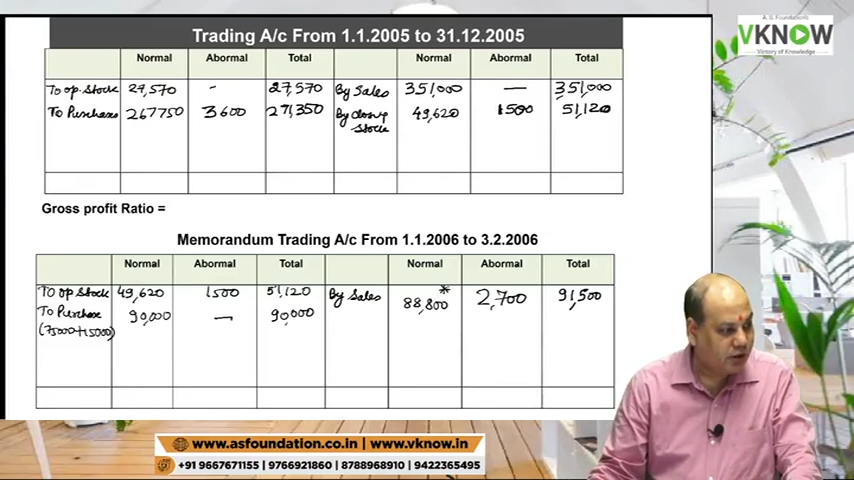 A. S. Foundation's
VKNOW
Victory of Knowledge
Trading A/c From 1.1.2005 to 31.12.2005
Normal Abormal Total Normal Abormal Total
To op. Stock 27,570 - 27,570 By Sales 351,000 — 351,000
To Purchases 267750 3600 271,350 By closing Stock 49,620 1500 51,120
Gross profit Ratio =
Memorandum Trading A/c From 1.1.2006 to 3.2.2006
Normal Abormal Total Normal Abormal Total
To op Stock 49,620 1500 51,120 By Sales 88,800* 2,700 91,500
To Purchase 90,000 — 90,000
(75000+15000)
www.asfoundation.co.in | www.vknow.in
+91 9667671155 | 9766921860 | 8788968910 | 9422365495